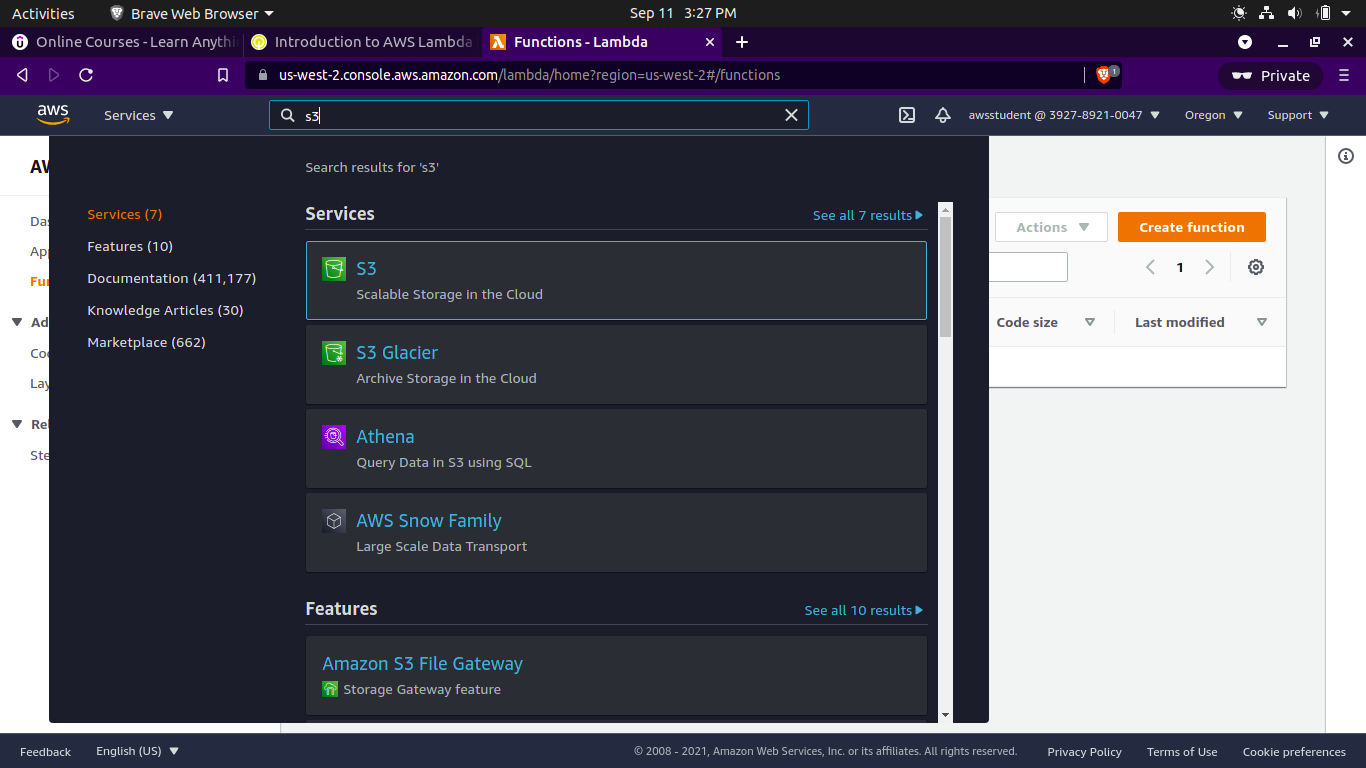 Activities
Brave Web Browser
Sep 11 3:27 PM
Online Courses - Learn Anythi
Introduction to AWS Lambda
Functions - Lambda
us-west-2.console.aws.amazon.com/lambda/home?region=us-west-2#/functions
1
Private
aws
Services
s3
awsstudent @ 3927-8921-0047
Oregon
Support
Search results for 's3'
Services (7)
Features (10)
Documentation (411,177)
Knowledge Articles (30)
Marketplace (662)
Services
See all 7 results
S3
Scalable Storage in the Cloud
S3 Glacier
Archive Storage in the Cloud
Athena
Query Data in S3 using SQL
AWS Snow Family
Large Scale Data Transport
Features
See all 10 results
Amazon S3 File Gateway
Storage Gateway feature
Actions
Create function
1
Code size
Last modified
Feedback
English (US)
© 2008 - 2021, Amazon Web Services, Inc. or its affiliates. All rights reserved.
Privacy Policy
Terms of Use
Cookie preferences